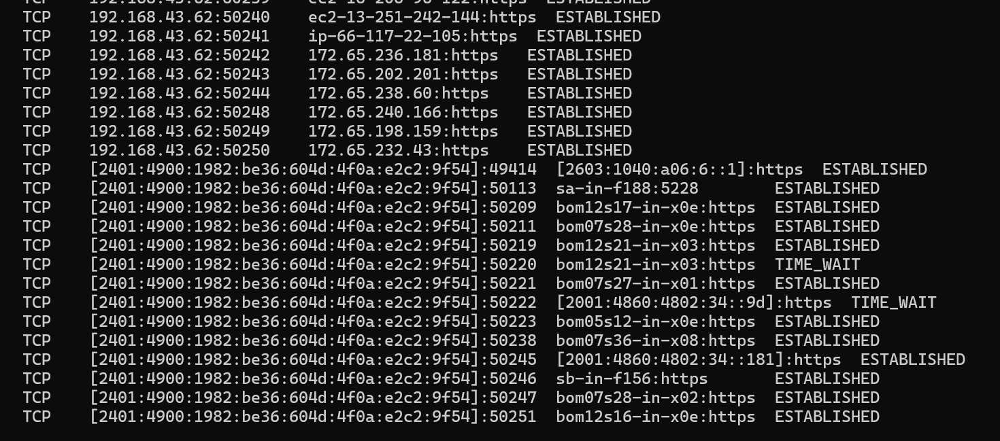 TCP 192.168.43.62:50240 ec2-13-251-242-144:https ESTABLISHED
TCP 192.168.43.62:50241 ip-66-117-22-105:https ESTABLISHED
TCP 192.168.43.62:50242 172.65.236.181:https ESTABLISHED
TCP 192.168.43.62:50243 172.65.202.201:https ESTABLISHED
TCP 192.168.43.62:50244 172.65.238.60:https ESTABLISHED
TCP 192.168.43.62:50248 172.65.240.166:https ESTABLISHED
TCP 192.168.43.62:50249 172.65.198.159:https ESTABLISHED
TCP 192.168.43.62:50250 172.65.232.43:https ESTABLISHED
TCP [2401:4900:1982:be36:604d:4f0a:e2c2:9f54]:49414 [2603:1040:a06:6::1]:https ESTABLISHED
TCP [2401:4900:1982:be36:604d:4f0a:e2c2:9f54]:50113 sa-in-f188:5228 ESTABLISHED
TCP [2401:4900:1982:be36:604d:4f0a:e2c2:9f54]:50209 bom12s17-in-x0e:https ESTABLISHED
TCP [2401:4900:1982:be36:604d:4f0a:e2c2:9f54]:50211 bom07s28-in-x0e:https ESTABLISHED
TCP [2401:4900:1982:be36:604d:4f0a:e2c2:9f54]:50219 bom12s21-in-x03:https ESTABLISHED
TCP [2401:4900:1982:be36:604d:4f0a:e2c2:9f54]:50220 bom12s21-in-x03:https TIME_WAIT
TCP [2401:4900:1982:be36:604d:4f0a:e2c2:9f54]:50221 bom07s27-in-x01:https ESTABLISHED
TCP [2401:4900:1982:be36:604d:4f0a:e2c2:9f54]:50222 [2001:4860:4802:34::9d]:https TIME_WAIT
TCP [2401:4900:1982:be36:604d:4f0a:e2c2:9f54]:50223 bom05s12-in-x0e:https ESTABLISHED
TCP [2401:4900:1982:be36:604d:4f0a:e2c2:9f54]:50238 bom07s36-in-x08:https ESTABLISHED
TCP [2401:4900:1982:be36:604d:4f0a:e2c2:9f54]:50245 [2001:4860:4802:34::181]:https ESTABLISHED
TCP [2401:4900:1982:be36:604d:4f0a:e2c2:9f54]:50246 sb-in-f156:https ESTABLISHED
TCP [2401:4900:1982:be36:604d:4f0a:e2c2:9f54]:50247 bom07s28-in-x02:https ESTABLISHED
TCP [2401:4900:1982:be36:604d:4f0a:e2c2:9f54]:50251 bom12s16-in-x0e:https ESTABLISHED